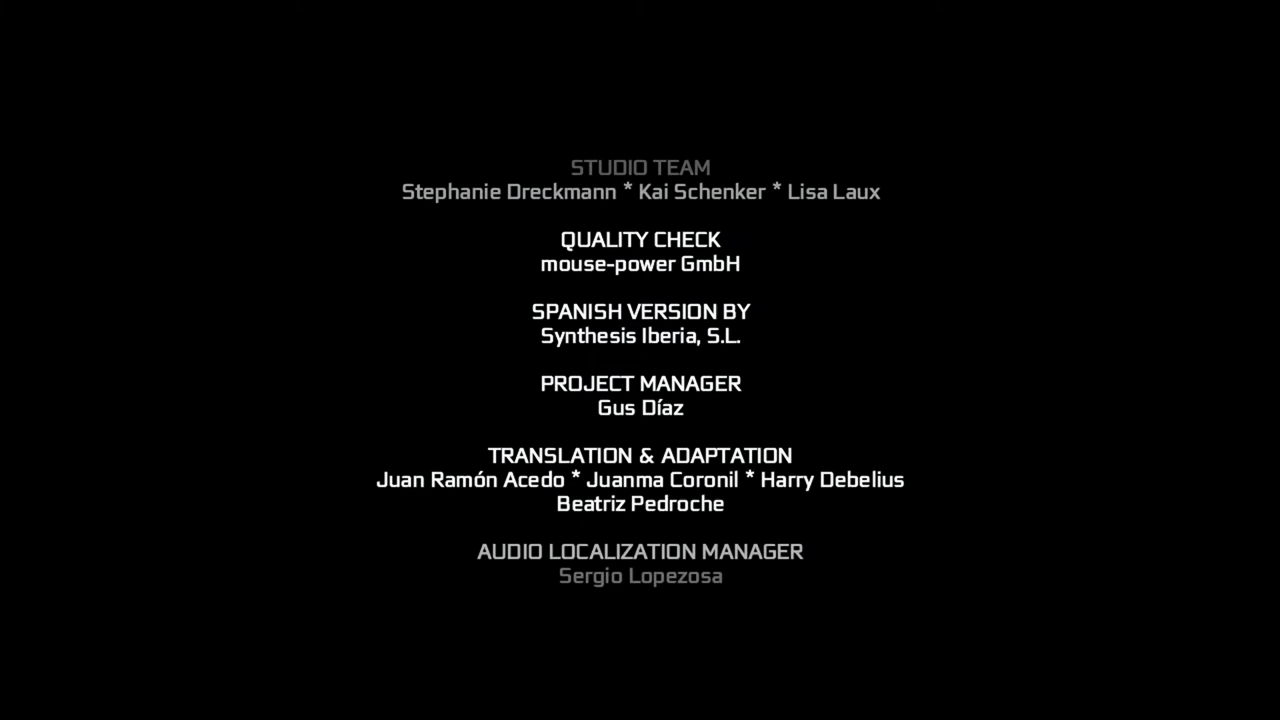 STUDIO TEAM
Stephanie Dreckmann * Kai Schenker * Lisa Laux
QUALITY CHECK
mouse-power GmbH
SPANISH VERSION BY
Synthesis Iberia, S.L.
PROJECT MANAGER
Gus Díaz
TRANSLATION & ADAPTATION
Juan Ramón Acedo * Juanma Coronil * Harry Debelius
Beatriz Pedroche
AUDIO LOCALIZATION MANAGER
Sergio Lopezosa